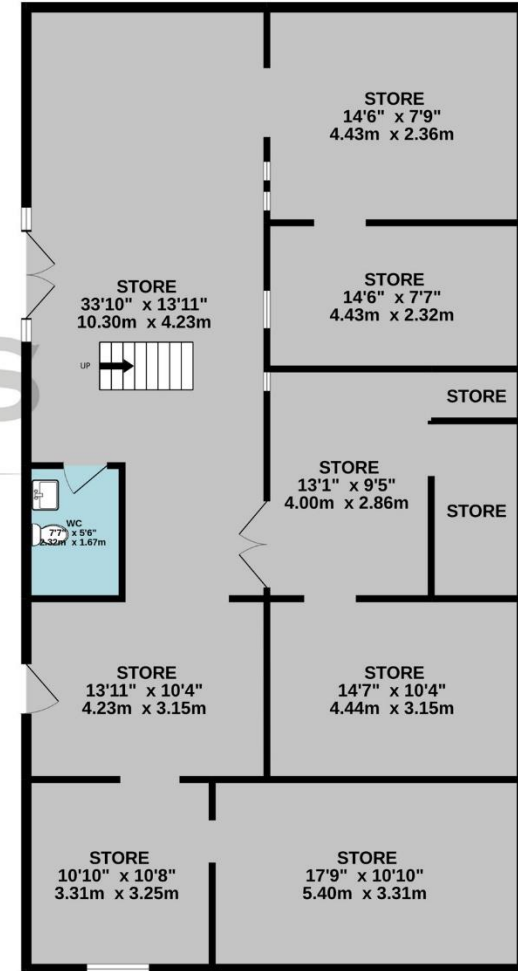 STORE
14'6" x 7'9"
4.43m x 2.36m
STORE
33'10" x 13'11"
10.30m x 4.23m
STORE
14'6" x 7'7"
4.43m x 2.32m
UP
STORE
STORE
13'1" x 9'5"
4.00m x 2.86m
STORE
WC
7'7" x 5'6"
2.32m x 1.67m
STORE
13'11" x 10'4"
4.23m x 3.15m
STORE
14'7" x 10'4"
4.44m x 3.15m
STORE
10'10" x 10'8"
3.31m x 3.25m
STORE
17'9" x 10'10"
5.40m x 3.31m